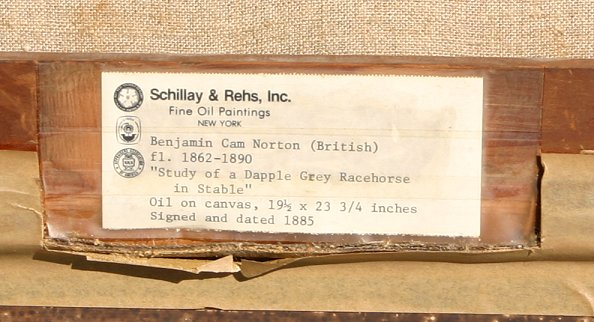 Schillay & Rehs, Inc.
Fine Oil Paintings
NEW YORK
Benjamin Cam Norton (British)
fl. 1862-1890
"Study of a Dapple Grey Racehorse
in Stable"
Oil on canvas, 19½ x 23 3/4 inches
Signed and dated 1885